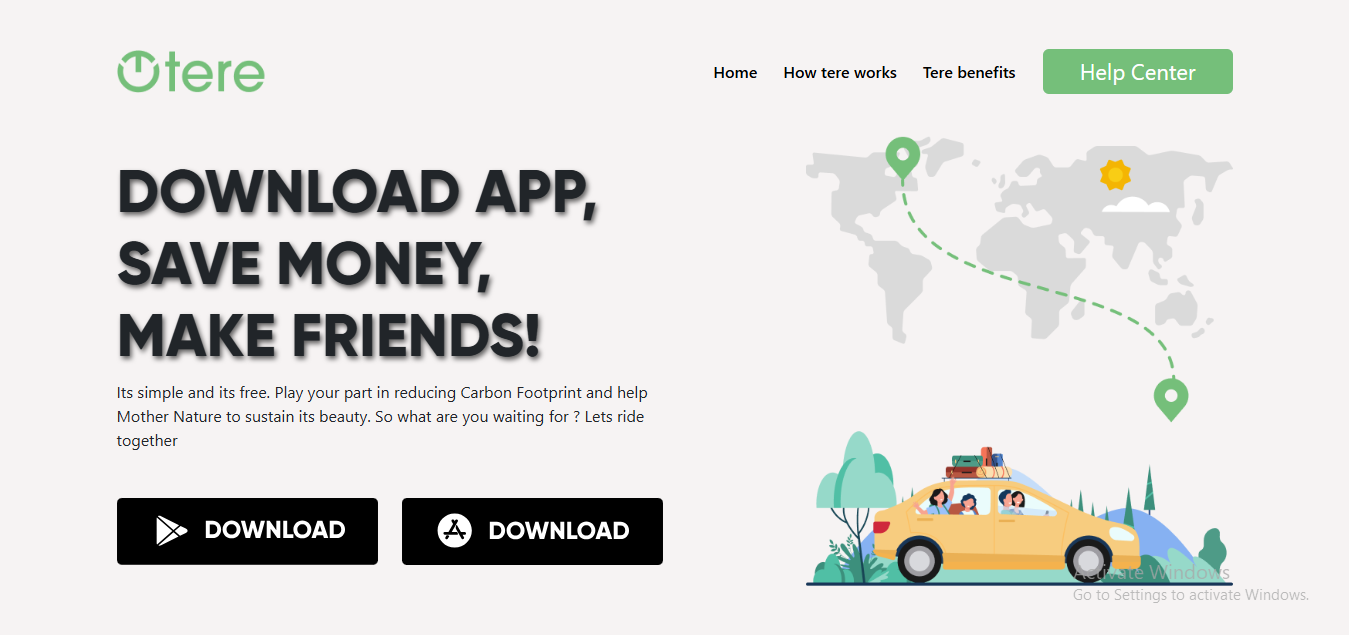 tere
Home How tere works Tere benefits Help Center
DOWNLOAD APP,
SAVE MONEY,
MAKE FRIENDS!
Its simple and its free. Play your part in reducing Carbon Footprint and help
Mother Nature to sustain its beauty. So what are you waiting for ? Lets ride
together
DOWNLOAD DOWNLOAD
Activate Windows
Go to Settings to activate Windows.